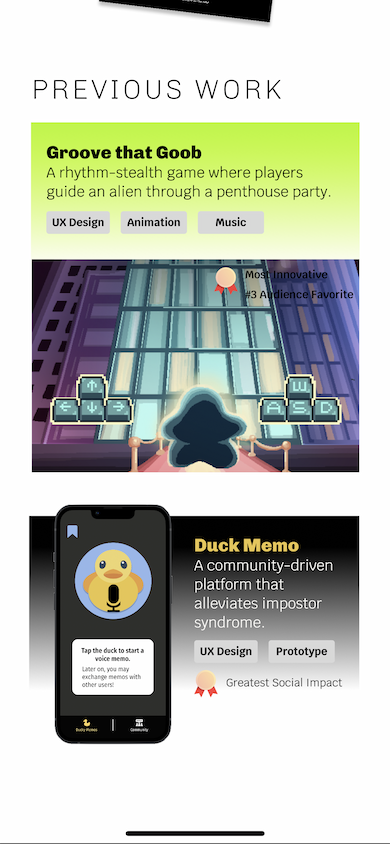 PREVIOUS WORK
Groove that Goob
A rhythm-stealth game where players
guide an alien through a penthouse party.
UX Design Animation Music
Most Innovative
#3 Audience Favorite
W
A S D
Duck Memo
A community-driven
platform that
alleviates impostor
syndrome.
UX Design Prototype
Greatest Social Impact
Tap the duck to start a
voice memo.
Later on, you may
exchange memos with
other users!
Ducky Memos Community